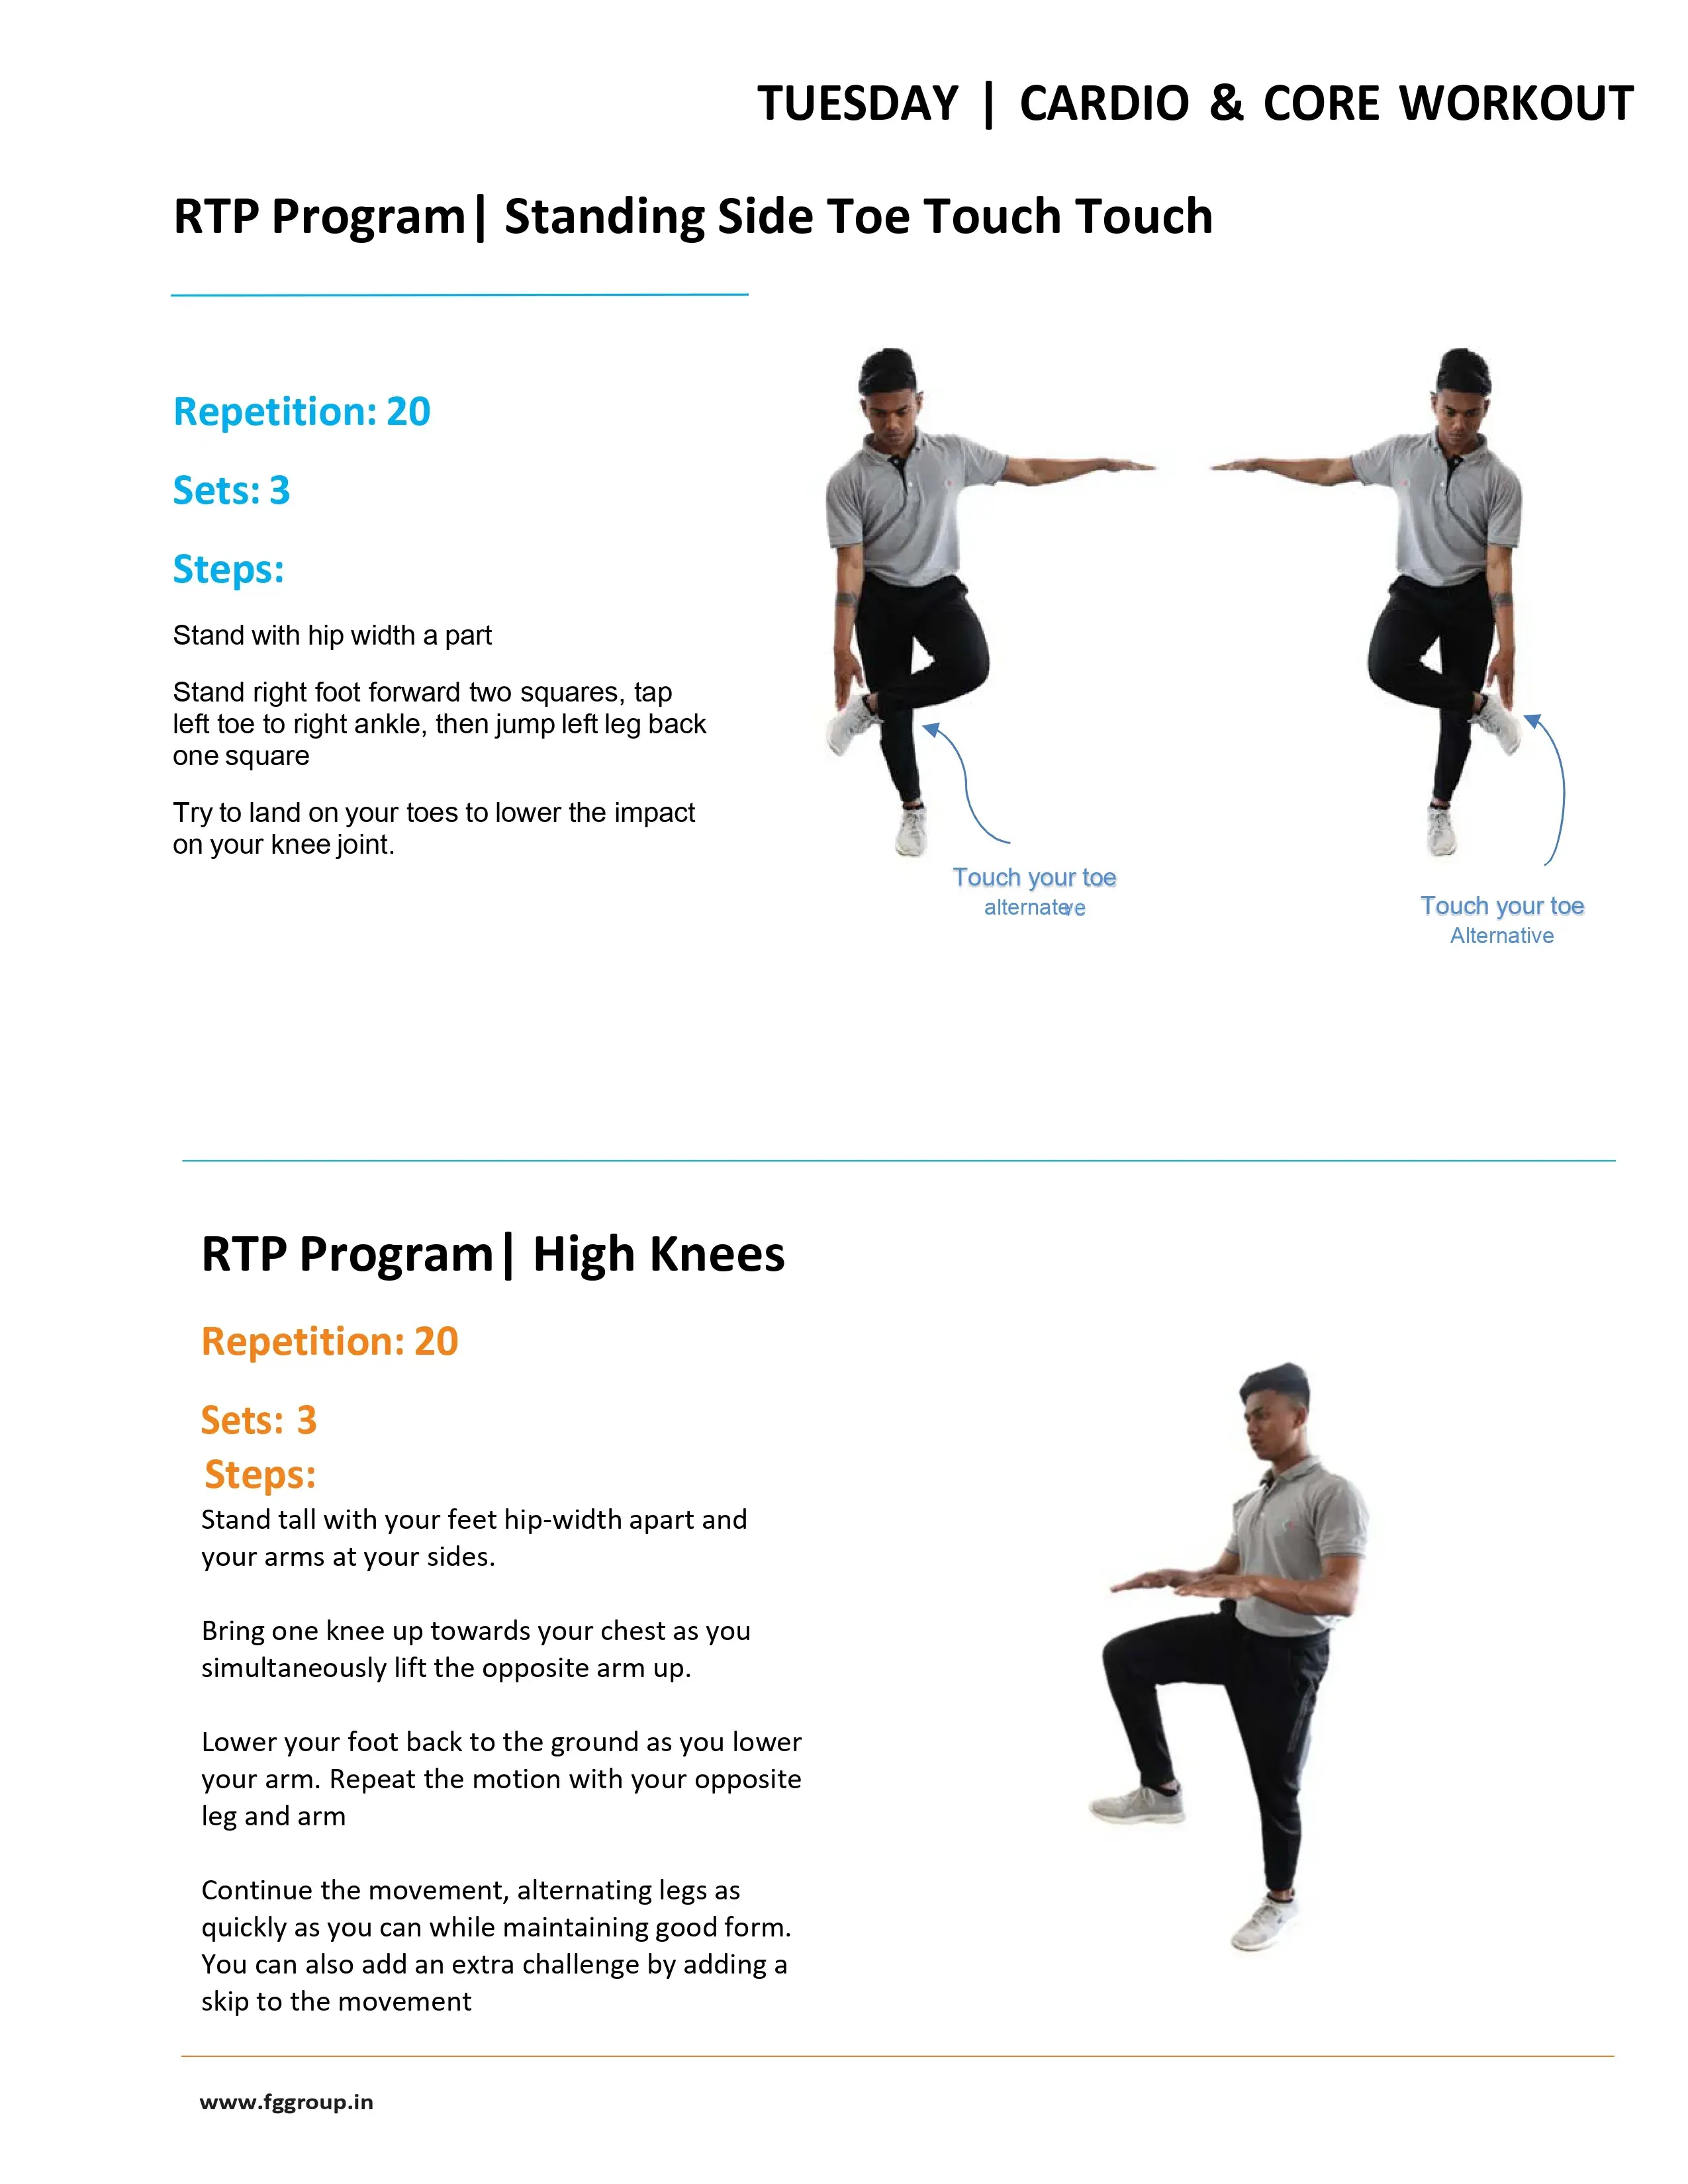 TUESDAY | CARDIO & CORE WORKOUT
RTP Program| Standing Side Toe Touch Touch
Repetition: 20
Sets: 3
Steps:
Stand with hip width a part
Stand right foot forward two squares, tap
left toe to right ankle, then jump left leg back
one square
Try to land on your toes to lower the impact
on your knee joint.
Touch your toe
alternate
Touch your toe
Alternative
RTP Program| High Knees
Repetition: 20
Sets: 3
Steps:
Stand tall with your feet hip-width apart and
your arms at your sides.
Bring one knee up towards your chest as you
simultaneously lift the opposite arm up.
Lower your foot back to the ground as you lower
your arm. Repeat the motion with your opposite
leg and arm
Continue the movement, alternating legs as
quickly as you can while maintaining good form.
You can also add an extra challenge by adding a
skip to the movement
www.fggroup.in